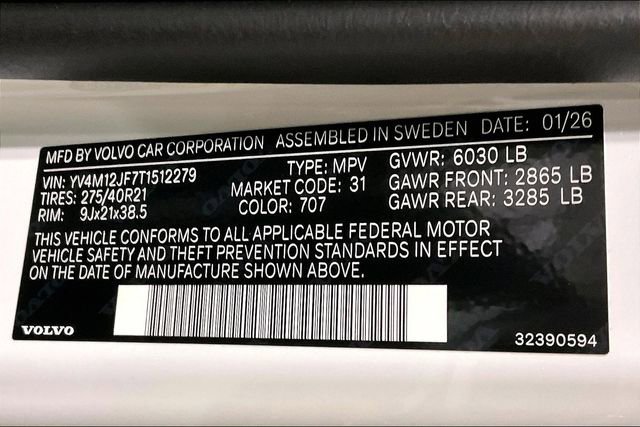 MFD BY VOLVO CAR CORPORATION ASSEMBLED IN SWEDEN DATE: 01/26
VIN: YV4M12JF7T1512279 TYPE: MPV GVWR: 6030 LB
TIRES: 275/40R21 MARKET CODE: 31 GAWR FRONT: 2865 LB
RIM: 9Jx21x38.5 COLOR: 707 GAWR REAR: 3285 LB
THIS VEHICLE CONFORMS TO ALL APPLICABLE FEDERAL MOTOR
VEHICLE SAFETY AND THEFT PREVENTION STANDARDS IN EFFECT
ON THE DATE OF MANUFACTURE SHOWN ABOVE.
VOLVO 32390594